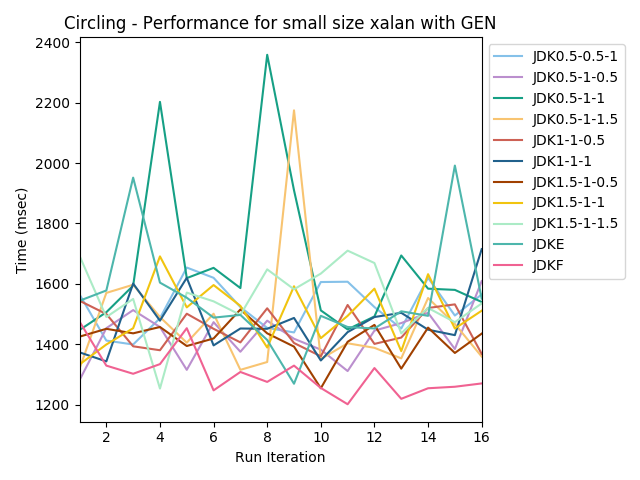 Circling - Performance for small size xalan with GEN
2400
2200
2000
1800
1600
1400
1200
Time (msec)
2
4
6
8
10
12
14
16
Run Iteration
JDK0.5-0.5-1
JDK0.5-1-0.5
JDK0.5-1-1
JDK0.5-1-1.5
JDK1-1-0.5
JDK1-1-1
JDK1.5-1-0.5
JDK1.5-1-1
JDK1.5-1-1.5
JDKE
JDKF